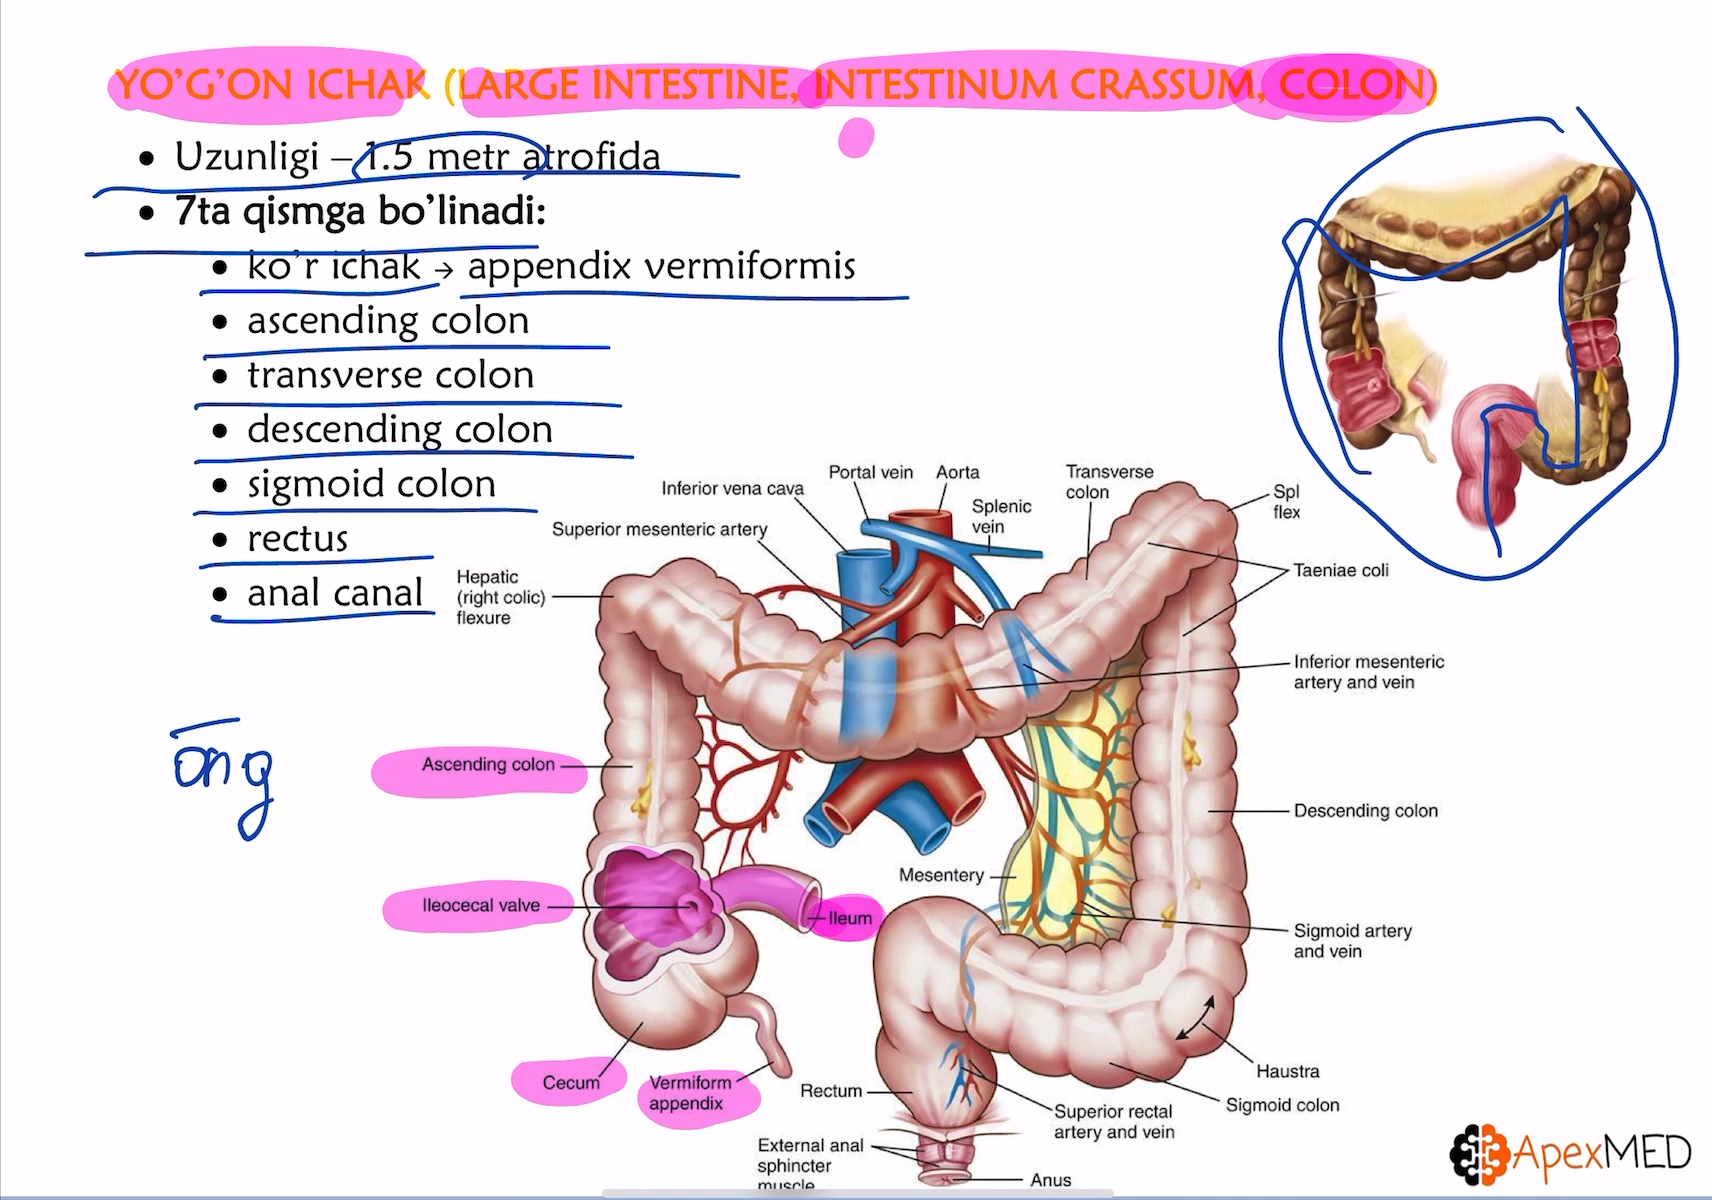 YO'G'ON ICHAK (LARGE INTESTINE, INTESTINUM CRASSUM, COLON)
• Uzunligi – 1.5 metr atrofida
• 7ta qismga bo'linadi:
• ko'r ichak → appendix vermiformis
• ascending colon
• transverse colon
• descending colon
• sigmoid colon
• rectus
• anal canal
Portal vein
Aorta
Transverse
colon
Inferior vena cava
Splenic
vein
Spl
flex
Superior mesenteric artery
Hepatic
(right colic)
flexure
Taeniae coli
Inferior mesenteric
artery and vein
ōng
Ascending colon
Descending colon
Mesentery
Ileocecal valve
Ileum
Sigmoid artery
and vein
Cecum
Vermiform
appendix
Rectum
Haustra
Sigmoid colon
Superior rectal
artery and vein
External anal
sphincter
muscle
Anus
ApexMED